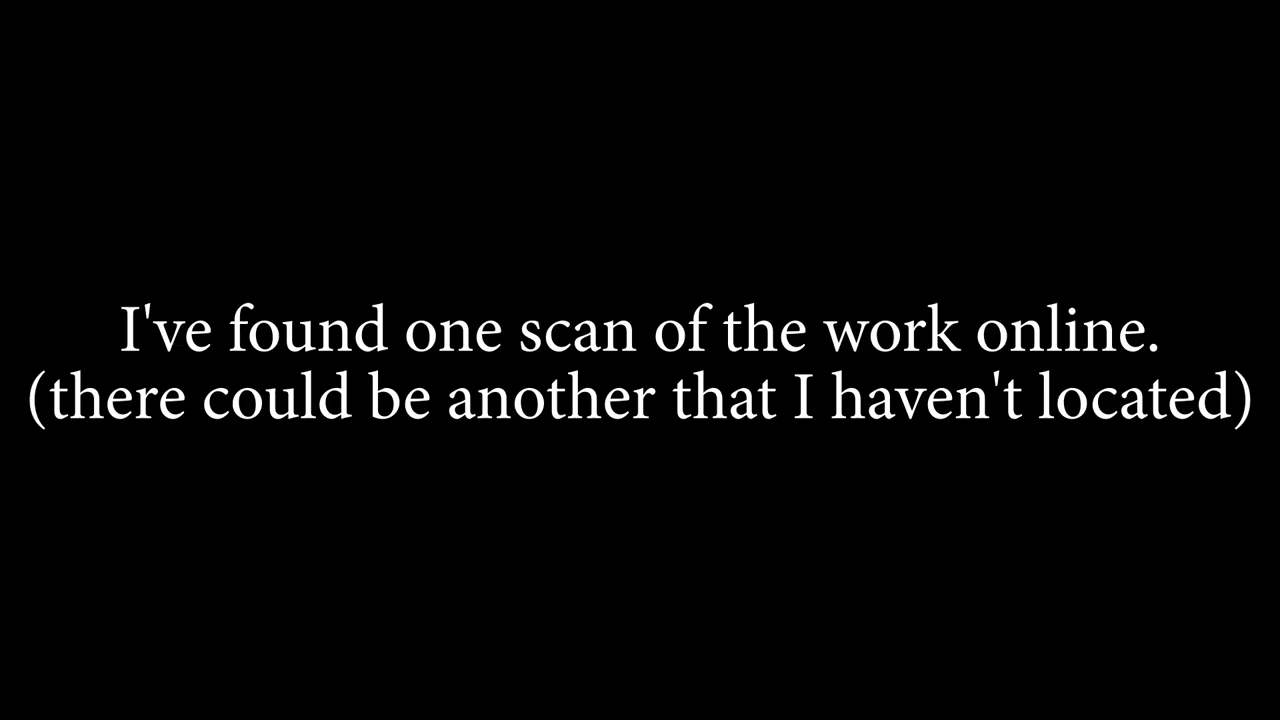 I've found one scan of the work online.
(there could be another that I haven't located)